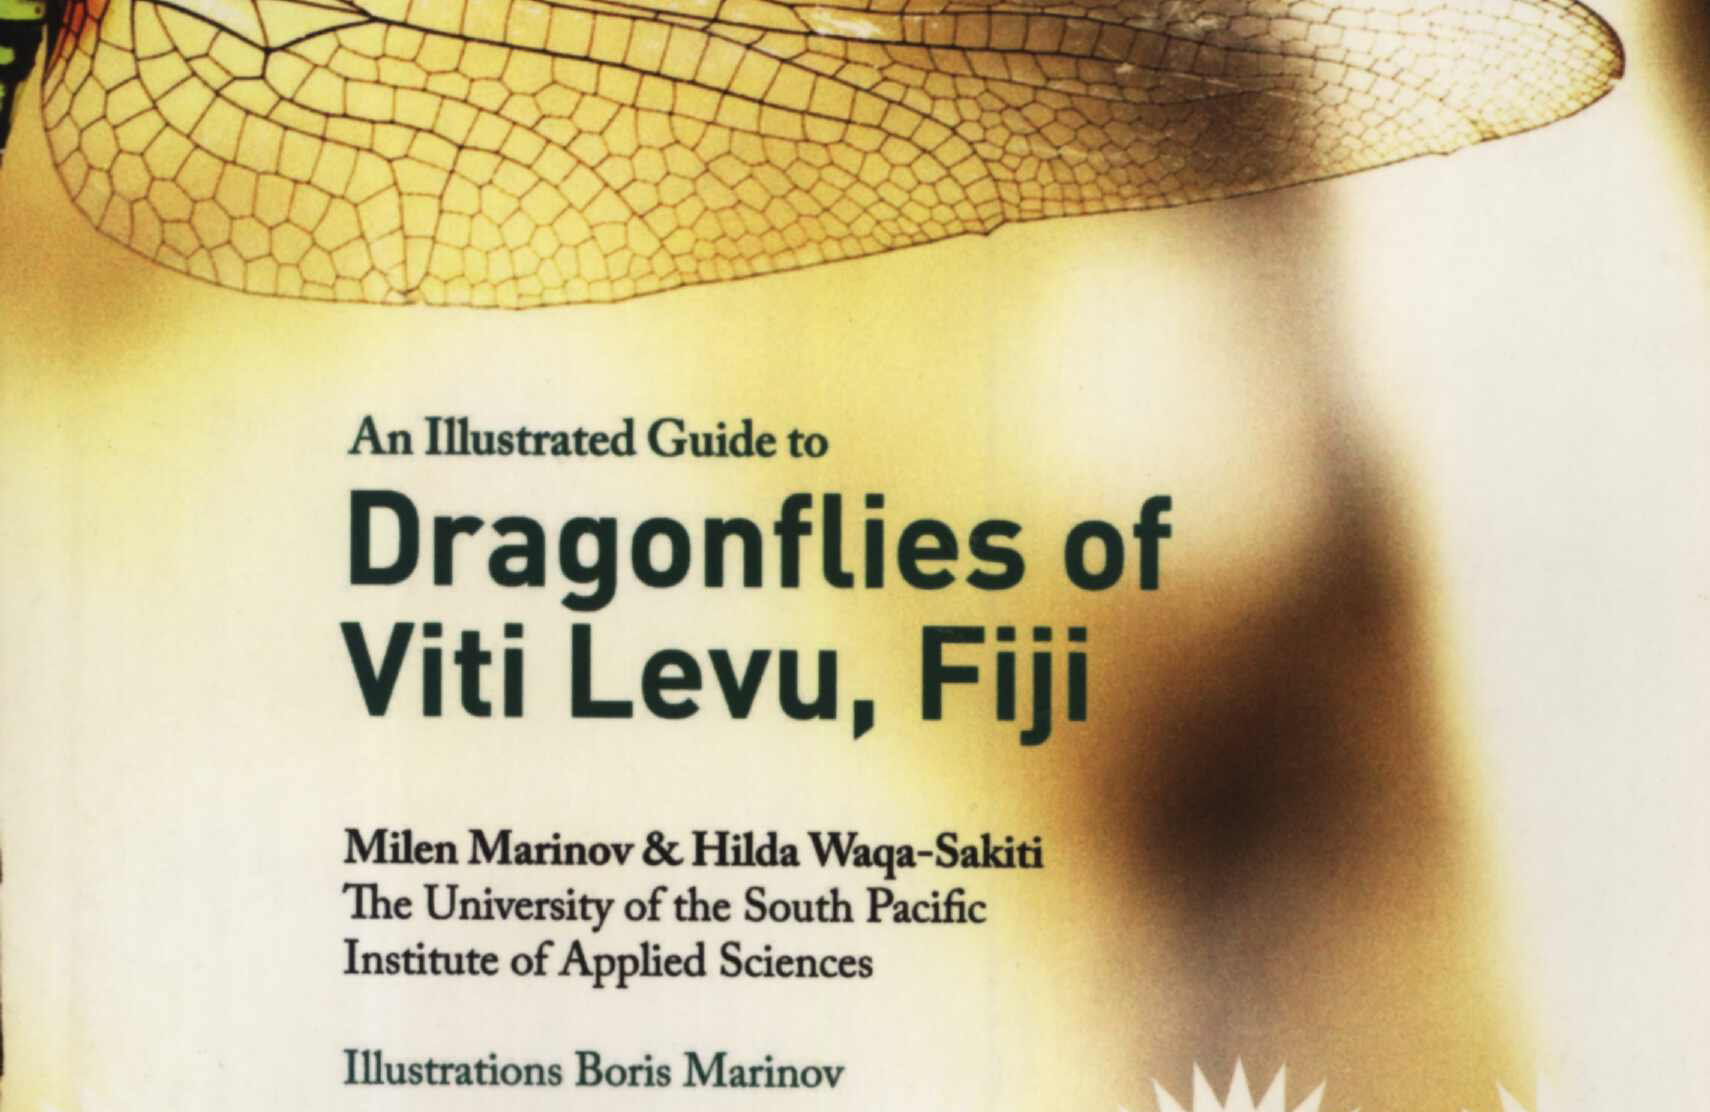 An Illustrated Guide to
Dragonflies of
Viti Levu, Fiji
Milen Marinov & Hilda Waqa-Sakiti
The University of the South Pacific
Institute of Applied Sciences
Illustrations Boris Marinov